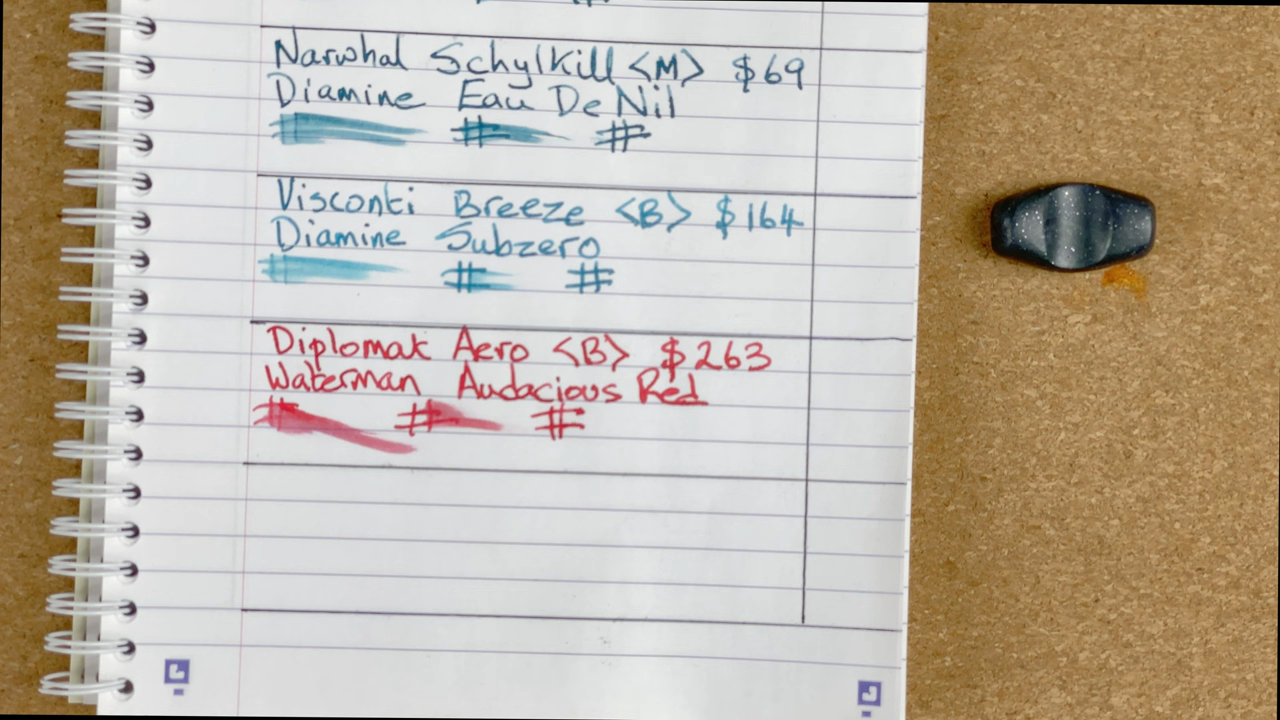 Narwhal Schylkill <M> $69
Diamine Eau De Nil
# #
Visconti Breeze <B> $164
Diamine Subzero
# #
Diplomat Aero <B> $263
Waterman Audacious Red
# # #